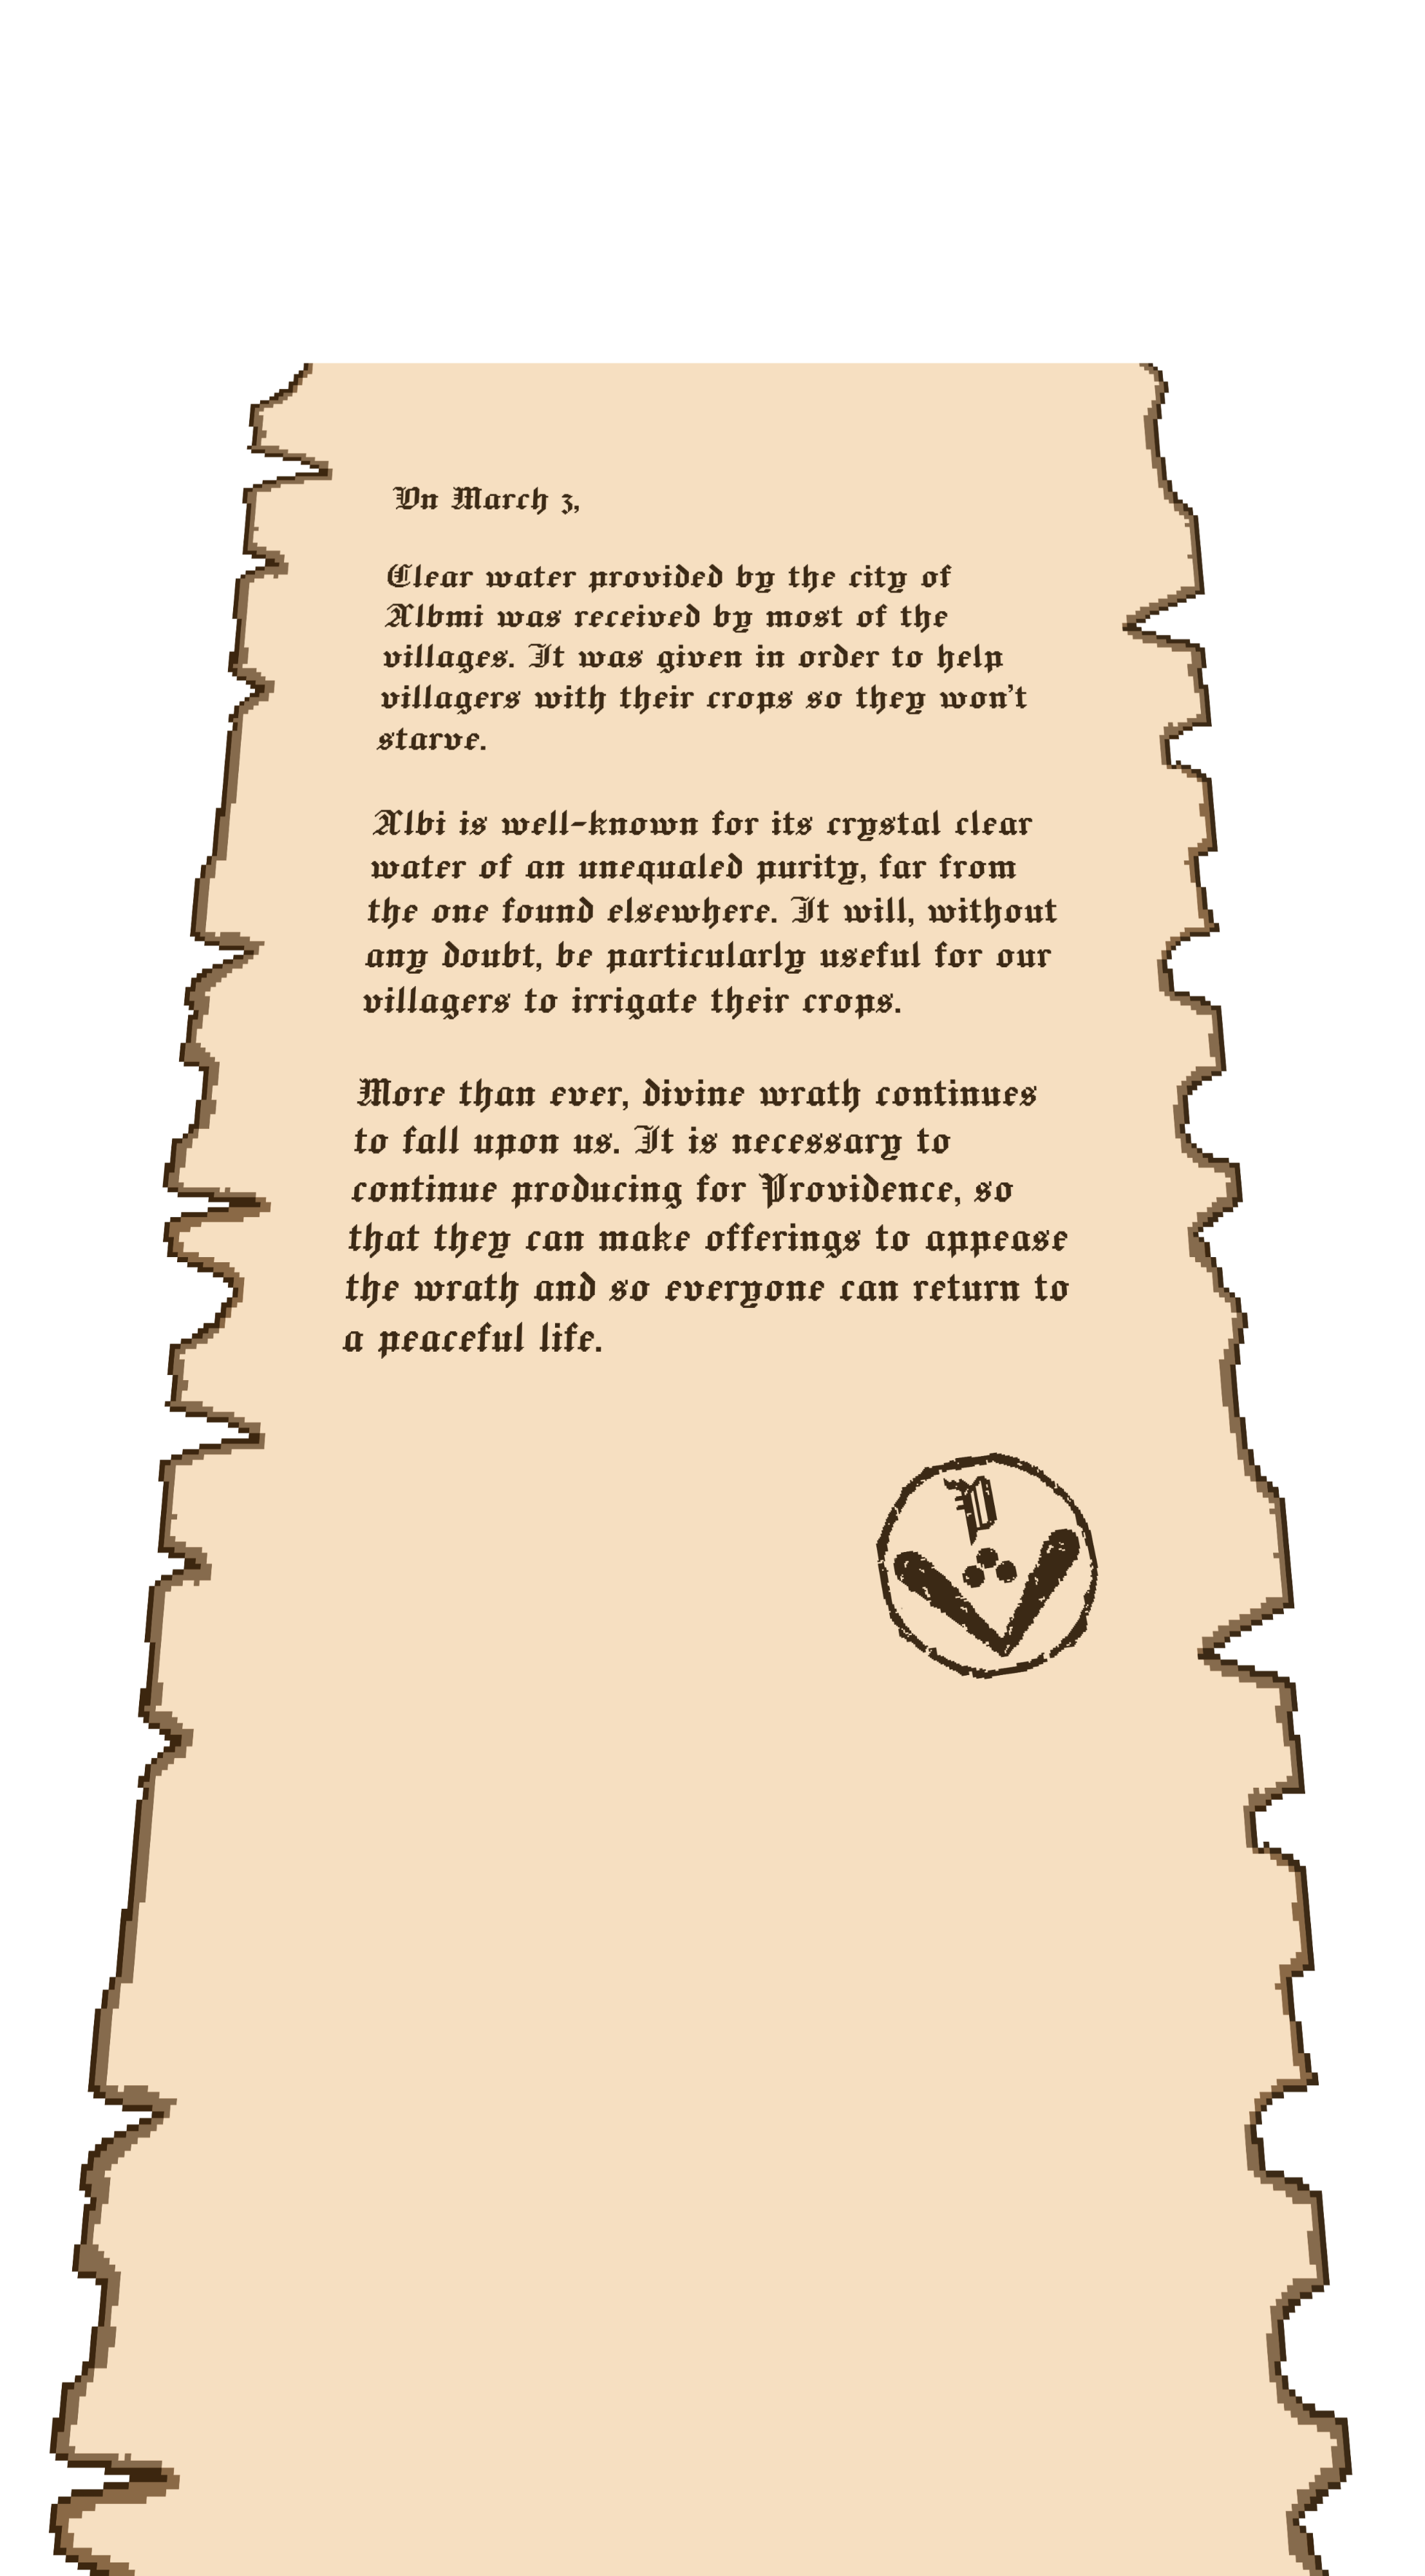 On March 3,
Clear water provided by the city of
Albmi was received by most of the
villages. It was given in order to help
villagers with their crops so they won't
starve.
Albi is well-known for its crystal clear
water of an unequaled purity, far from
the one found elsewhere. It will, without
any doubt, be particularly useful for our
villagers to irrigate their crops.
More than ever, divine wrath continues
to fall upon us. It is necessary to
continue producing for Providence, so
that they can make offerings to appease
the wrath and so everyone can return to
a peaceful life.
P